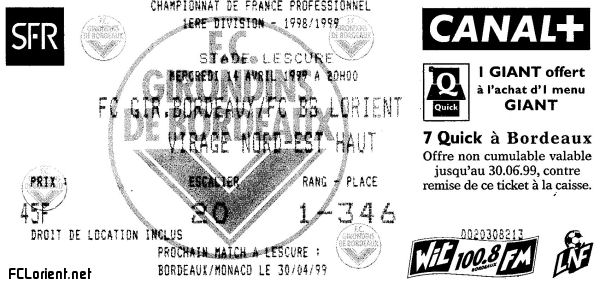 SFR
CHAMPIONNAT DE FRANCE PROFESSIONNEL
1ERE DIVISION - 1998/1999
F.C.
GIRONDINS
DE BORDEAUX
STADE LESCURE
MERCREDI 14 AVRIL 1999 A 20H00
FC GIR.BORDEAUX/FC BS LORIENT
VIRAGE NORD-EST HAUT
PRIX : ESCALIER RANG - PLACE
45F 20 1-346
DROIT DE LOCATION INCLUS
PROCHAIN MATCH A LESCURE :
BORDEAUX/MONACO LE 30/04/99
FCLorient.net
CANAL+
Q
Quick
1 GIANT offert
à l'achat d'1 menu
GIANT
7 Quick à Bordeaux
Offre non cumulable valable
jusqu'au 30.06.99, contre
remise de ce ticket à la caisse.
0020308213
WIT 100.8 FM
BORDEAUX
LNF